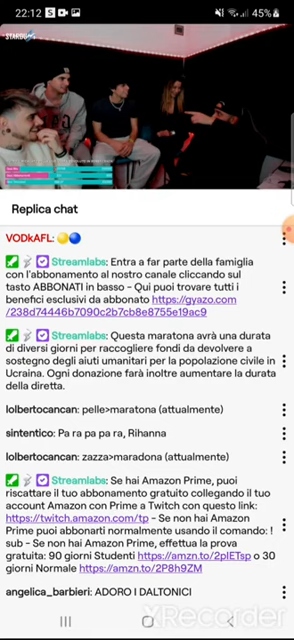 22:12 S
45%
STARDUST
Replica chat
VODkAFL: 🟡🔵
Streamlabs: Entra a far parte della famiglia
con l'abbonamento al nostro canale cliccando sul
tasto ABBONATI in basso - Qui puoi trovare tutti i
benefici esclusivi da abbonato https://gyazo.com
/238d74446b7090c2b7cb8e8755e19ac9
Streamlabs: Questa maratona avrà una durata
di diversi giorni per raccogliere fondi da devolvere a
sostegno degli aiuti umanitari per la popolazione civile in
Ucraina. Ogni donazione farà inoltre aumentare la durata
della diretta.
lolbertocancan: pelle>maratona (attualmente)
sintentico: Pa ra pa pa ra, Rihanna
lolbertocancan: zazza>maradona (attualmente)
Streamlabs: Se hai Amazon Prime, puoi
riscattare il tuo abbonamento gratuito collegando il tuo
account Amazon con Prime a Twitch con questo link:
https://twitch.amazon.com/tp - Se non hai Amazon
Prime puoi abbonarti normalmente usando il comando: !
sub - Se non hai Amazon Prime, effettua la prova
gratuita: 90 giorni Studenti https://amzn.to/2pIETsp o 30
giorni Normale https://amzn.to/2P8h9ZM
angelica_barbieri: ADORO I DALTONICI
XRecorder